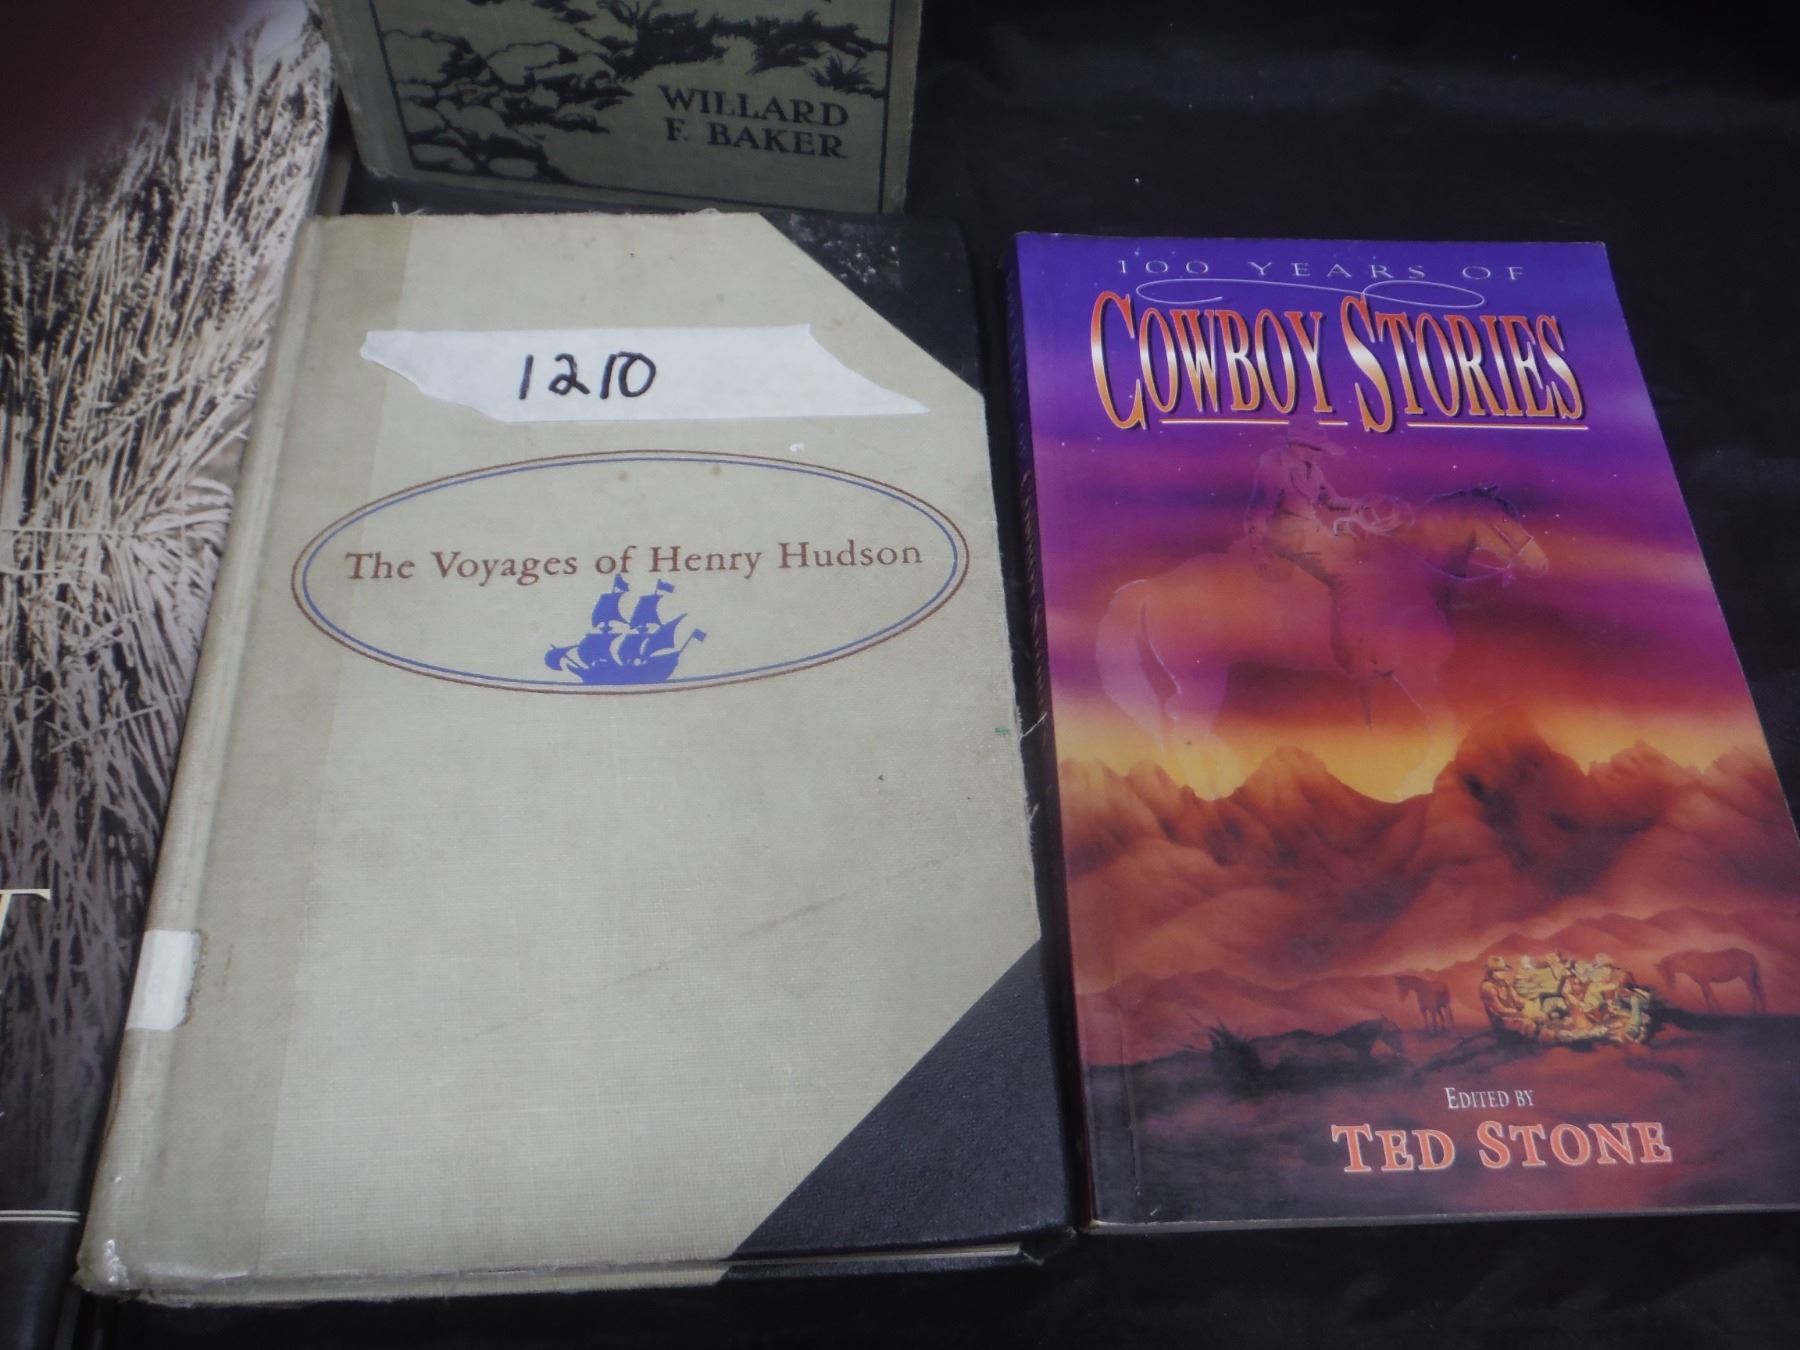 WILLARD
F. BAKER
1210
The Voyages of Henry Hudson
100 YEARS OF
COWBOY STORIES
EDITED BY
TED STONE
T